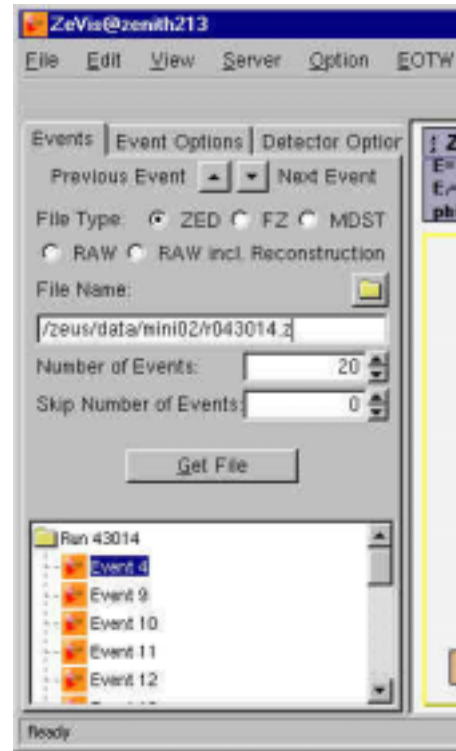 ZeVis@zenith213
File Edit View Server Option EOTW
Events Event Options Detector Option
Previous Event Next Event
File Type: ZED FZ MDST
RAW RAW incl. Reconstruction
File Name:
/zeus/data/mini02/r043014.z
Number of Events: 20
Skip Number of Events: 0
Get File
Run 43014
Event 4
Event 9
Event 10
Event 11
Event 12
Ready